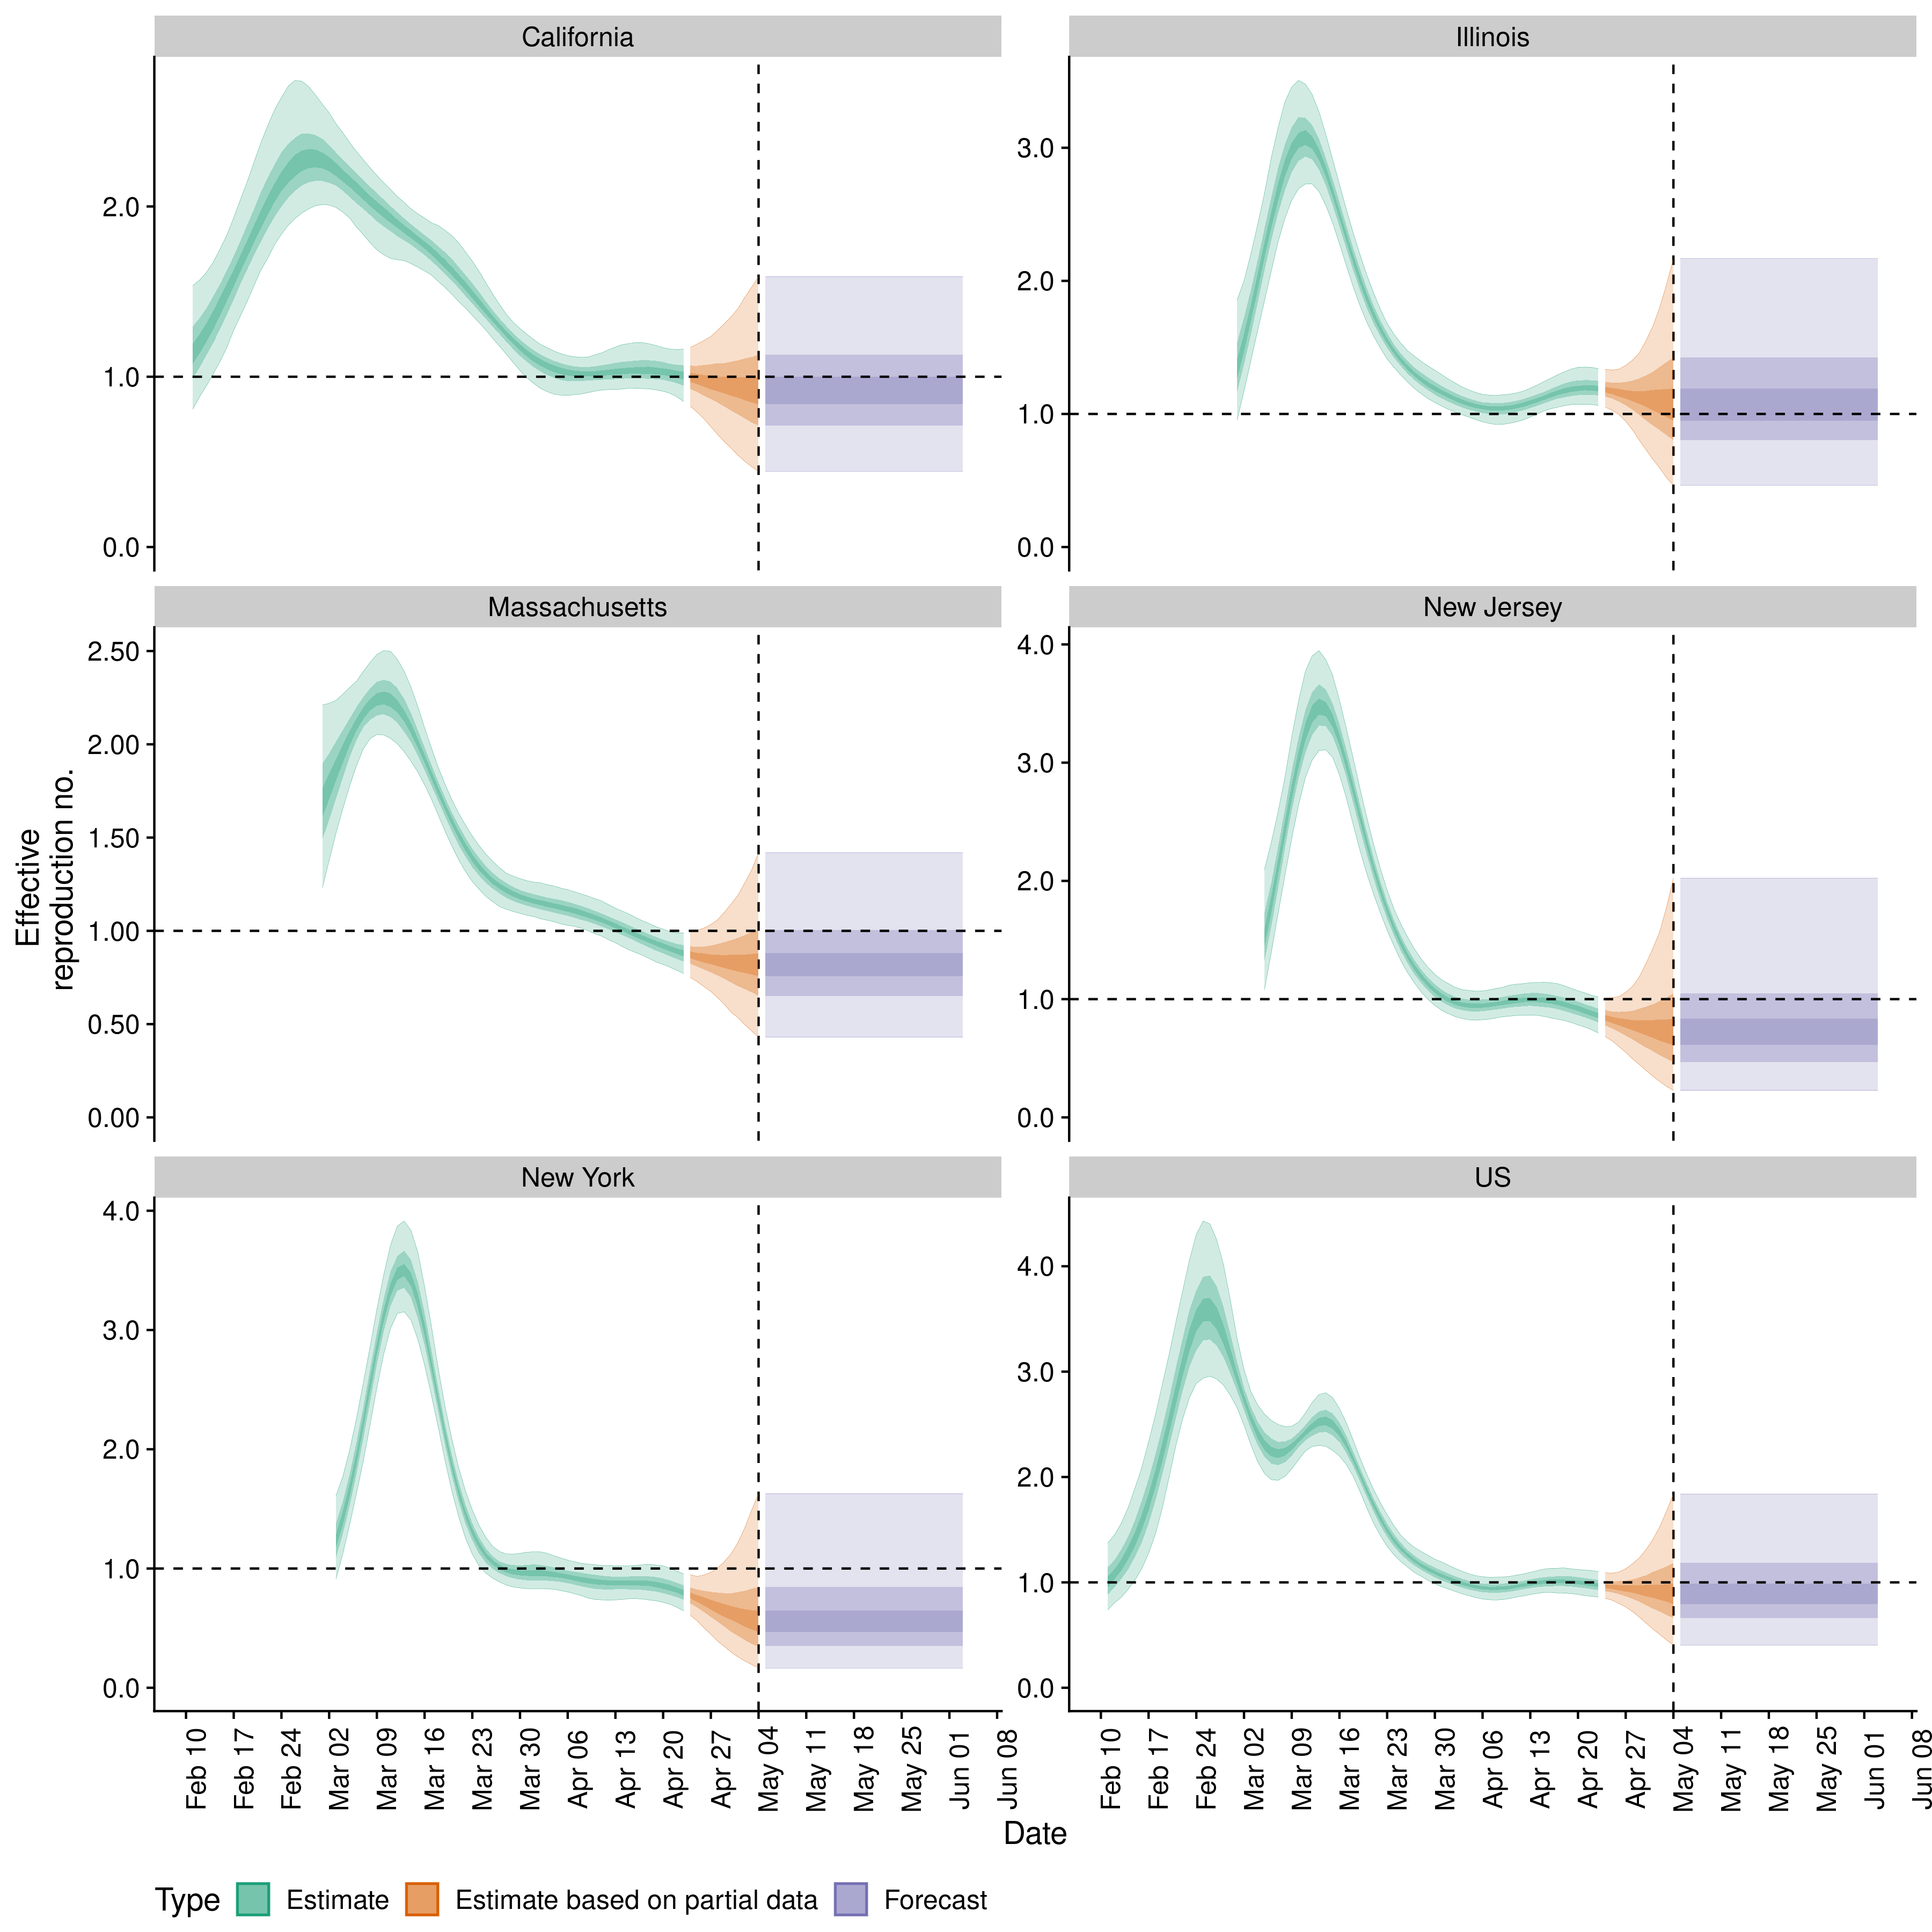 California
Illinois
2.0
1.0
0.0
3.0
2.0
1.0
0.0
Massachusetts
New Jersey
2.50
2.00
1.50
1.00
0.50
0.00
4.0
3.0
2.0
1.0
0.0
Effective
reproduction no.
New York
US
4.0
3.0
2.0
1.0
0.0
4.0
3.0
2.0
1.0
0.0
Feb 10
Feb 17
Feb 24
Mar 02
Mar 09
Mar 16
Mar 23
Mar 30
Apr 06
Apr 13
Apr 20
Apr 27
May 04
May 11
May 18
May 25
Jun 01
Jun 08
Feb 10
Feb 17
Feb 24
Mar 02
Mar 09
Mar 16
Mar 23
Mar 30
Apr 06
Apr 13
Apr 20
Apr 27
May 04
May 11
May 18
May 25
Jun 01
Jun 08
Date
Type Estimate Estimate based on partial data Forecast